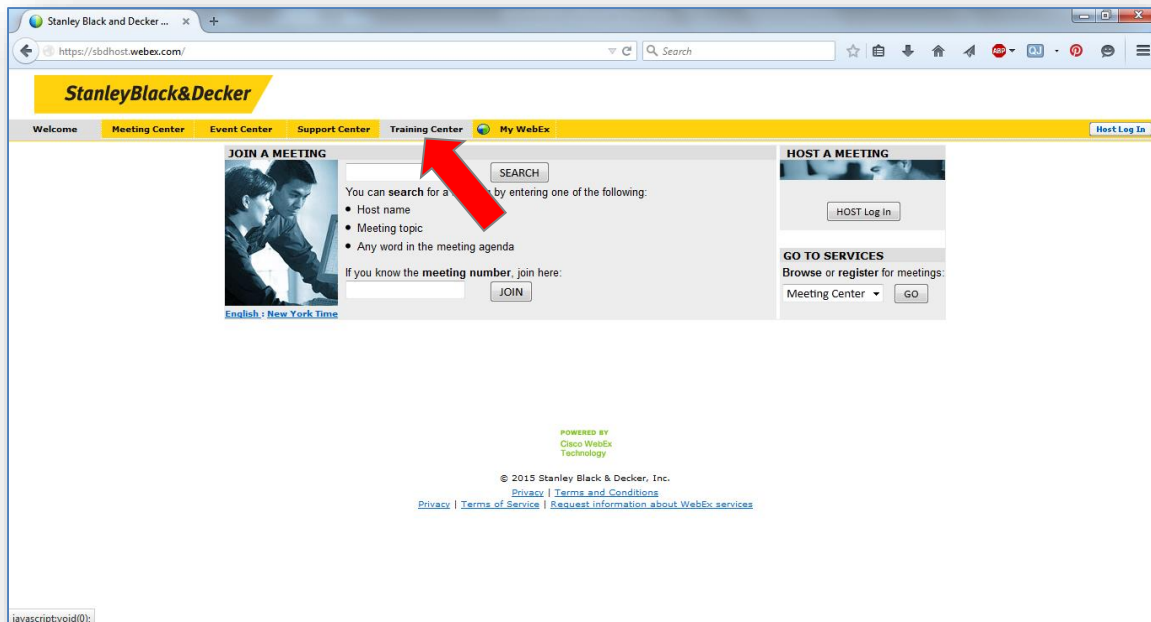 Stanley Black and Decker ...
https://sbdhost.webex.com/
Search
ABP
StanleyBlack&Decker
Welcome Meeting Center Event Center Support Center Training Center My WebEx Host Log In
JOIN A MEETING
SEARCH
You can search for a by entering one of the following:
• Host name
• Meeting topic
• Any word in the meeting agenda
If you know the meeting number, join here:
JOIN
English : New York Time
HOST A MEETING
HOST Log In
GO TO SERVICES
Browse or register for meetings:
Meeting Center GO
POWERED BY
Cisco WebEx
Technology
© 2015 Stanley Black & Decker, Inc.
Privacy | Terms and Conditions
Privacy | Terms of Service | Request information about WebEx services
javascript:void(0);